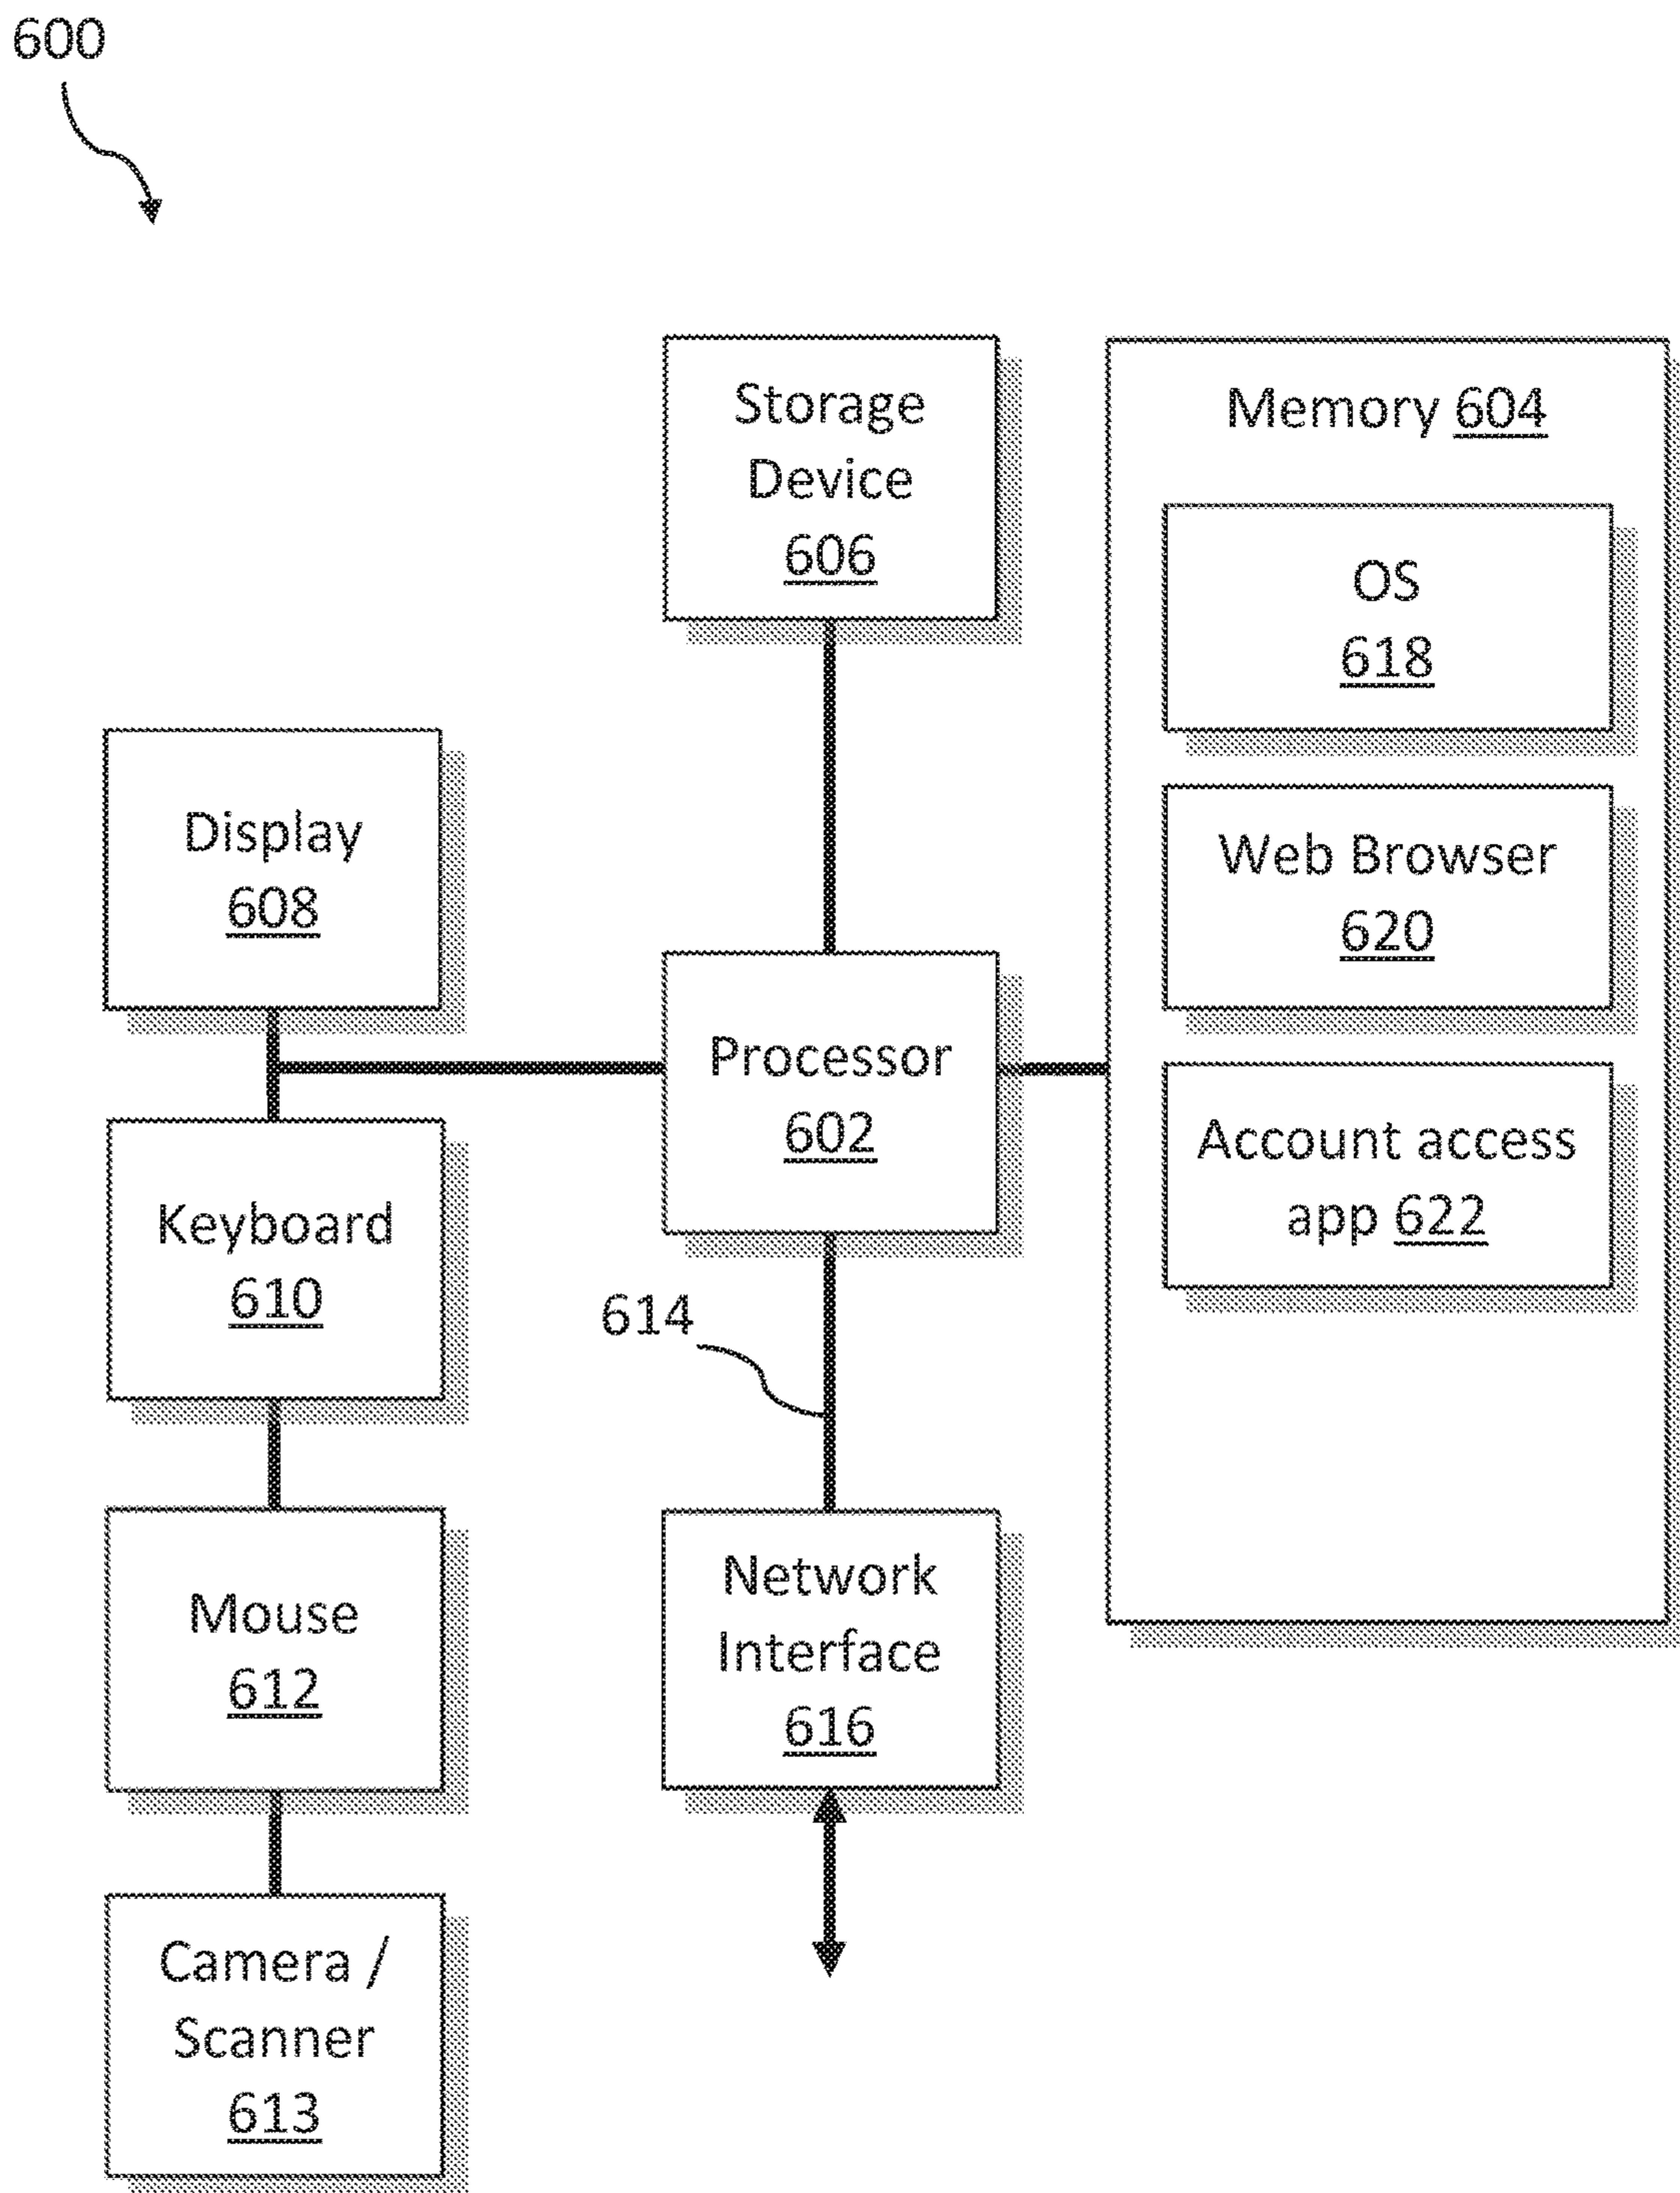 600
Storage
Device
606
Memory 604
OS
618
Web Browser
620
Account access
app 622
Display
608
Processor
602
Keyboard
610
614
Mouse
612
Network
Interface
616
Camera /
Scanner
613